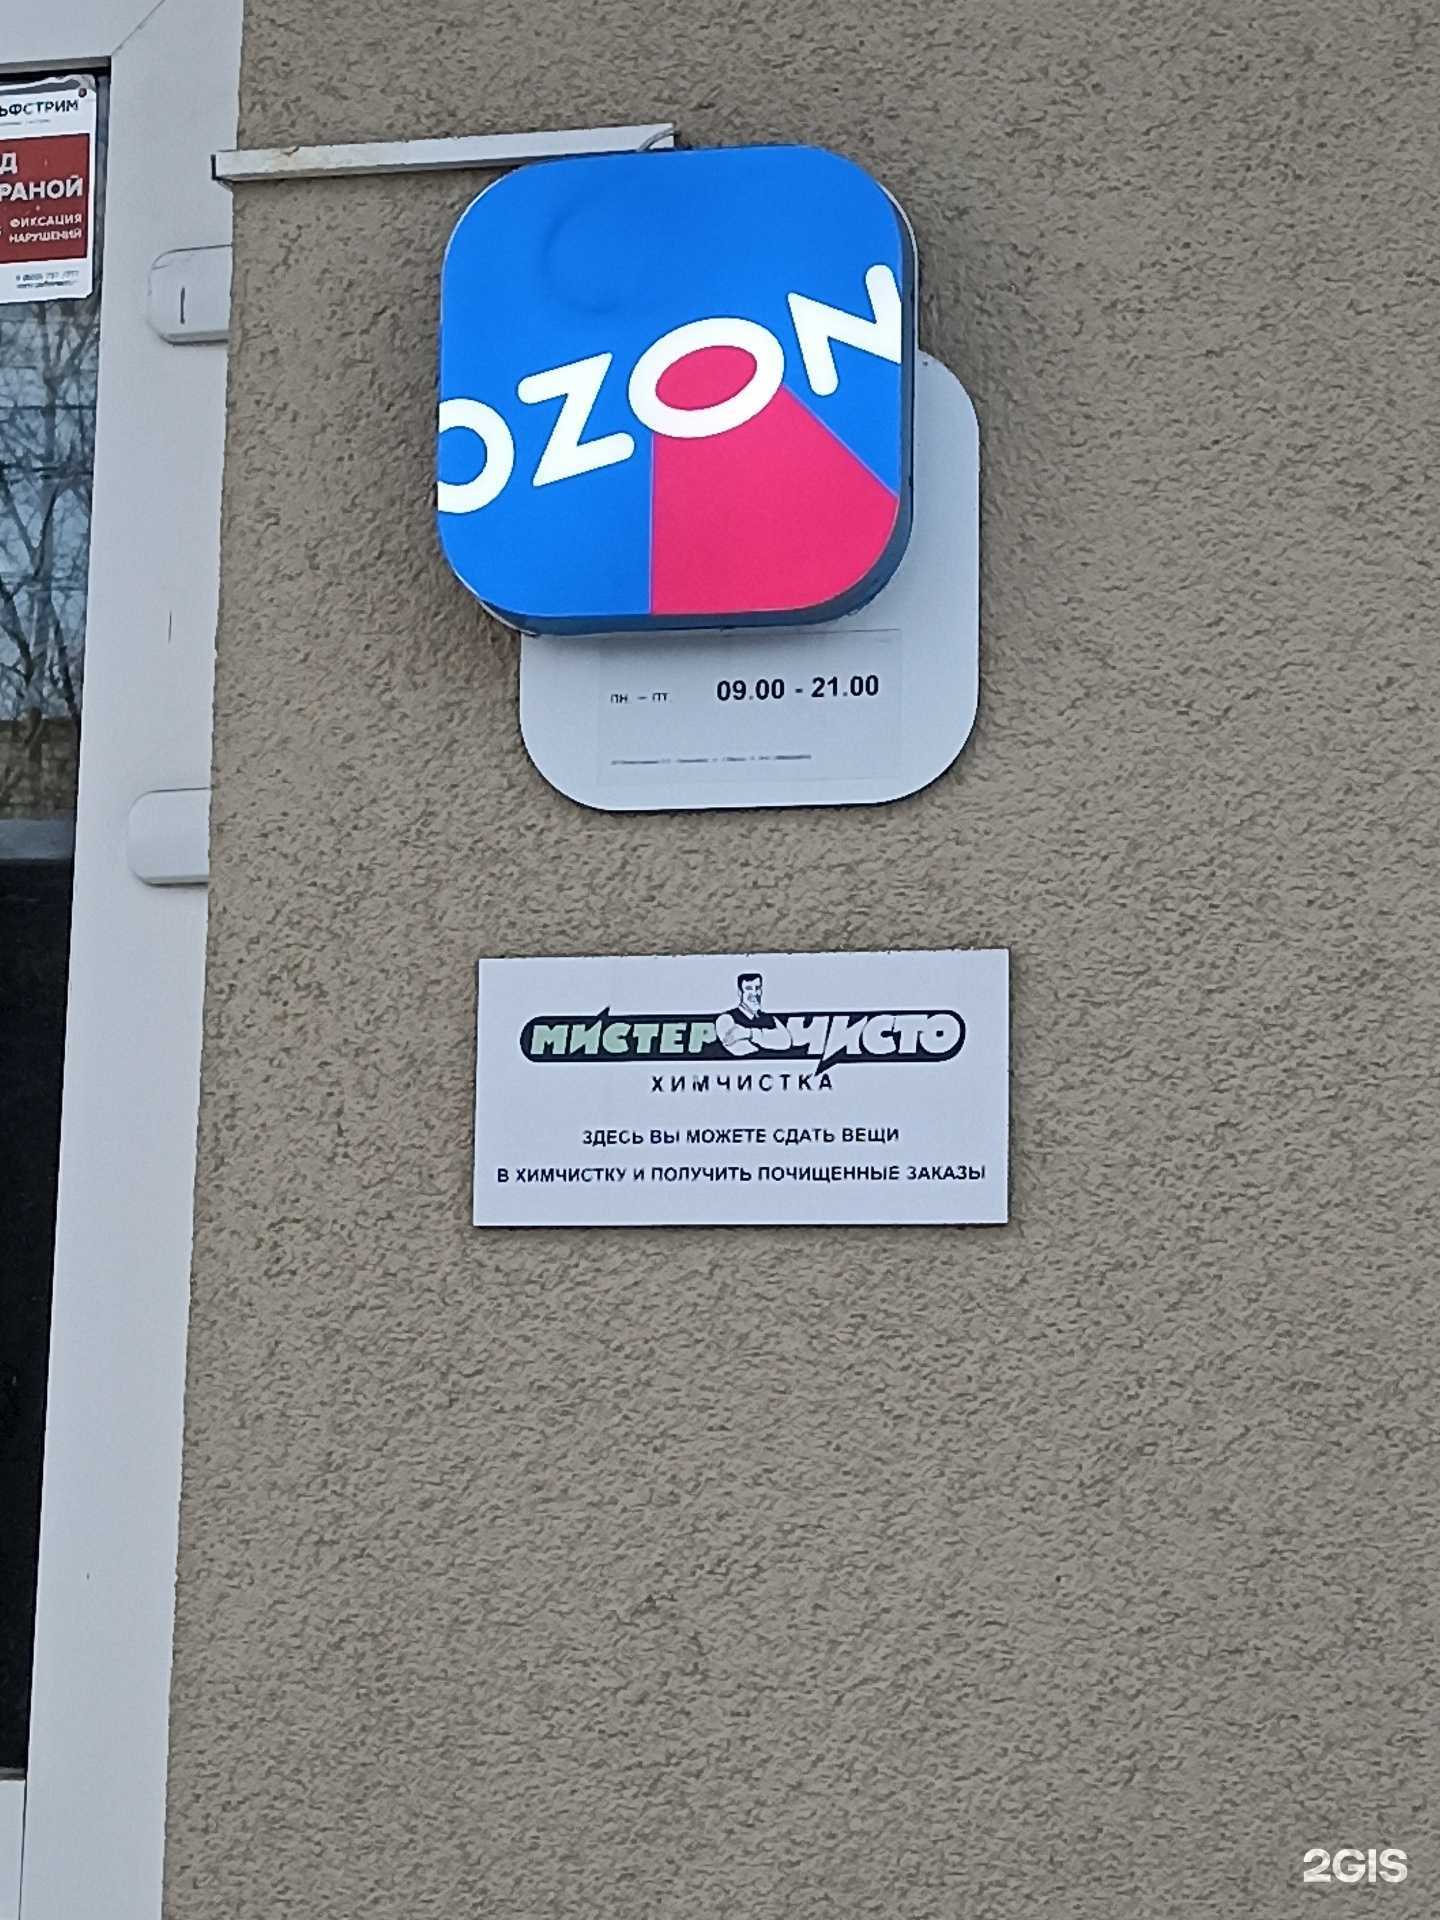 ЬФСТРИМ
Д
РАНОЙ
ФИКСАЦИЯ
НАРУШЕНИЙ
OZON
ПН. – ПТ. 09.00 - 21.00
МИСТЕР ЧИСТО
ХИМЧИСТКА
ЗДЕСЬ ВЫ МОЖЕТЕ СДАТЬ ВЕЩИ
В ХИМЧИСТКУ И ПОЛУЧИТЬ ПОЧИЩЕННЫЕ ЗАКАЗЫ
2GIS